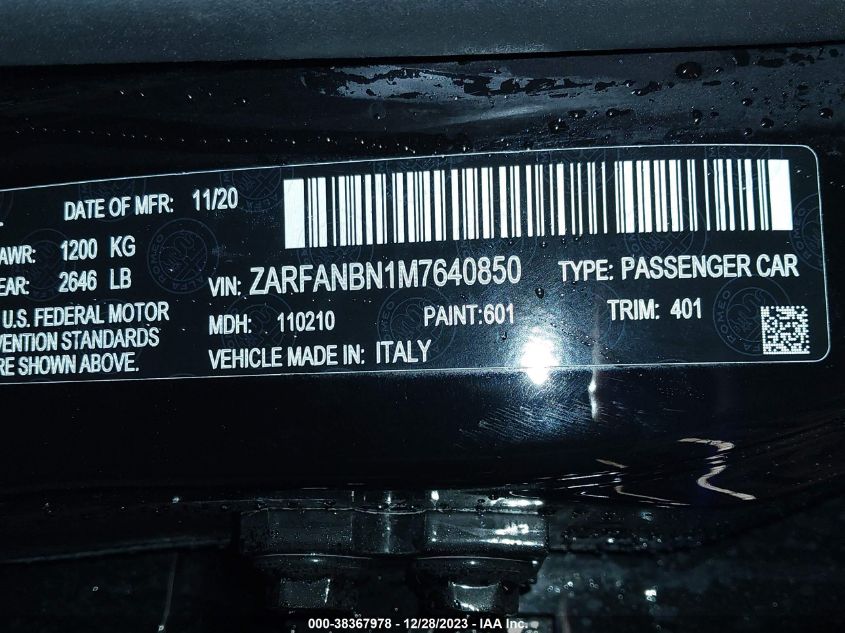 DATE OF MFR: 11/20
AWR: 1200 KG
EAR: 2646 LB
VIN: ZARFANBN1M7640850 TYPE: PASSENGER CAR
U.S. FEDERAL MOTOR
VENTION STANDARDS
RE SHOWN ABOVE.
MDH: 110210 PAINT:601 TRIM: 401
VEHICLE MADE IN: ITALY
000-38367978 - 12/28/2023 - IAA Inc.